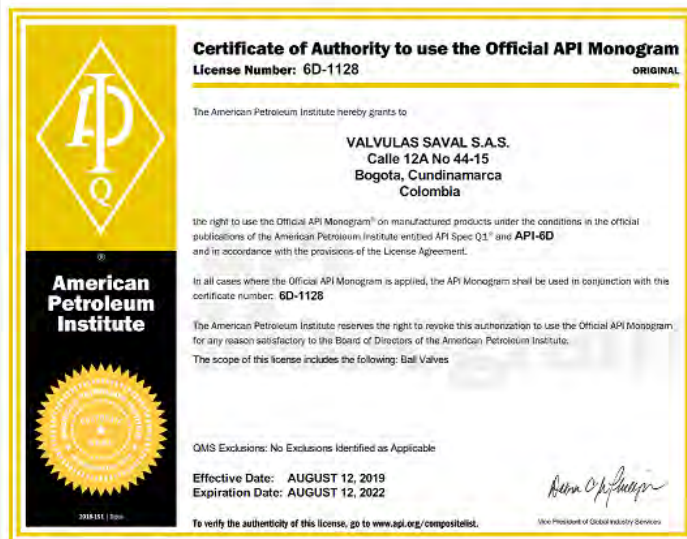 Certificate of Authority to use the Official API Monogram
License Number: 6D-1128
ORIGINAL
The American Petroleum Institute hereby grants to
VALVULAS SAVAL S.A.S.
Calle 12A No 44-15
Bogota, Cundinamarca
Colombia
the right to use the Official API Monogram® on manufactured products under the conditions in the official
publications of the American Petroleum Institute entitled API Spec Q1® and API-6D
and in accordance with the provisions of the License Agreement.
In all cases where the Official API Monogram is applied, the API Monogram shall be used in conjunction with this
certificate number: 6D-1128
The American Petroleum Institute reserves the right to revoke this authorization to use the Official API Monogram
for any reason satisfactory to the Board of Directors of the American Petroleum Institute.
The scope of this license includes the following: Ball Valves
QMS Exclusions: No Exclusions Identified as Applicable
Effective Date: AUGUST 12, 2019
Expiration Date: AUGUST 12, 2022
To verify the authenticity of this license, go to www.api.org/compositelist.
Vice President of Global Industry Services
API
Q
®
American
Petroleum
Institute
2018-151